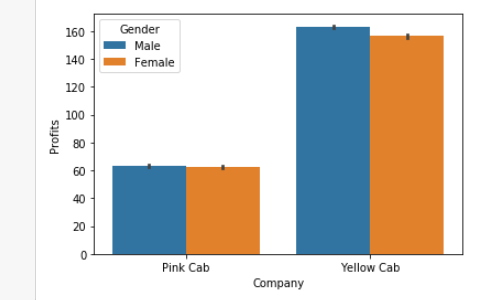 Gender
Male
Female
160
140
120
100
80
60
40
20
0
Profits
Pink Cab
Yellow Cab
Company